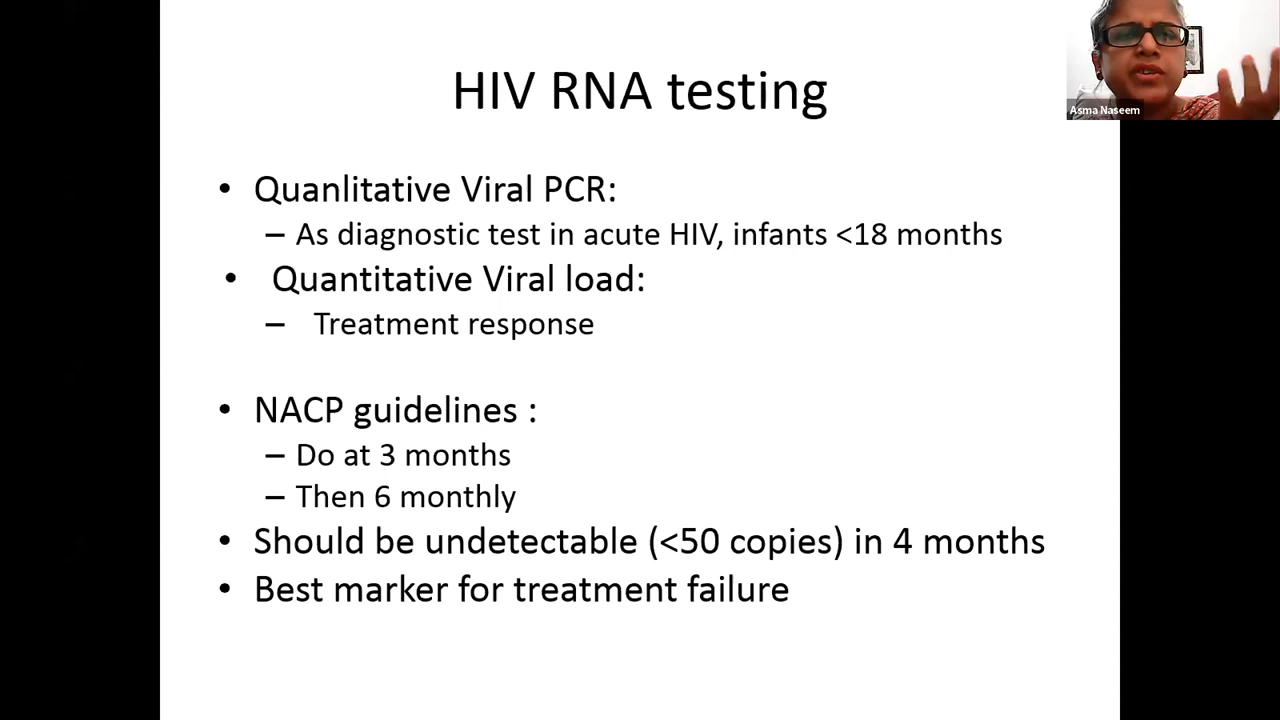 HIV RNA testing
Asma Naseem
• Quanlitative Viral PCR:
– As diagnostic test in acute HIV, infants <18 months
• Quantitative Viral load:
– Treatment response
• NACP guidelines :
– Do at 3 months
– Then 6 monthly
• Should be undetectable (<50 copies) in 4 months
• Best marker for treatment failure